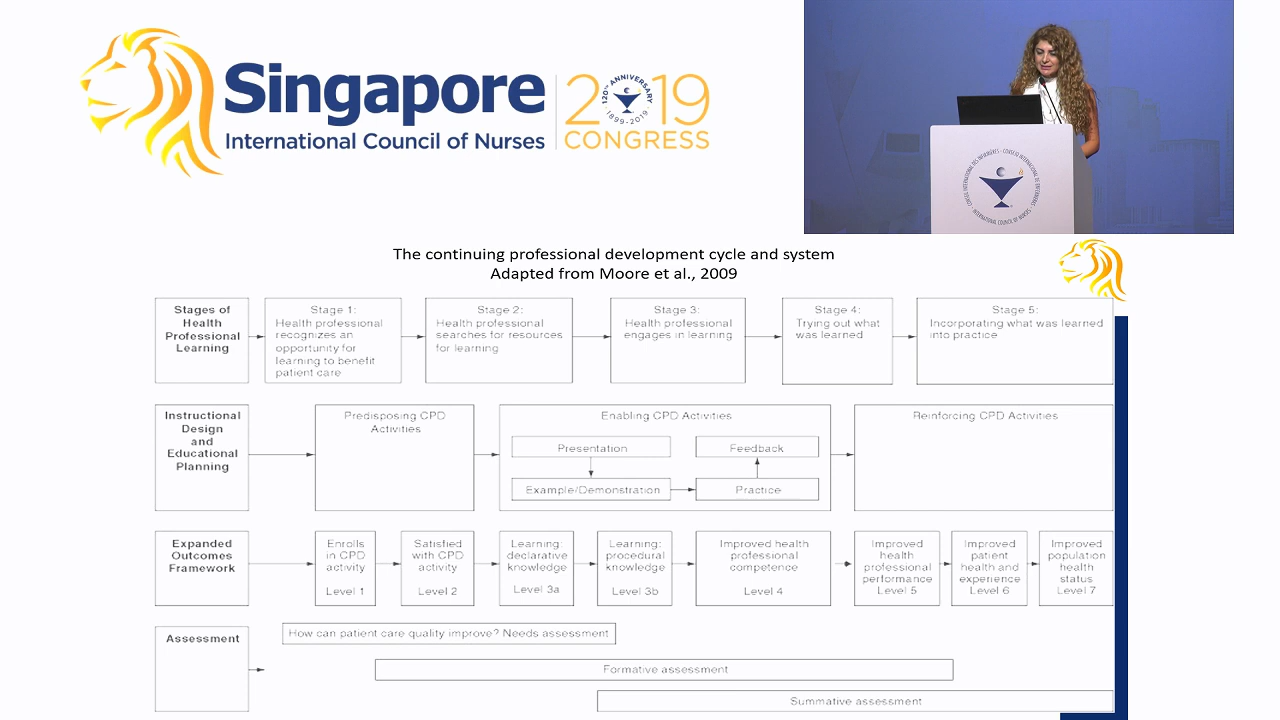 Singapore
International Council of Nurses
2019
CONGRESS
120TH ANNIVERSARY
1899-2019
The continuing professional development cycle and system
Adapted from Moore et al., 2009
Stages of
Health
Professional
Learning
Stage 1:
Health professional
recognizes an
opportunity for
learning to benefit
patient care
Stage 2:
Health professional
searches for resources
for learning
Stage 3:
Health professional
engages in learning
Stage 4:
Trying out what
was learned
Stage 5:
Incorporating what was learned
into practice
Instructional
Design
and
Educational
Planning
Predisposing CPD
Activities
Enabling CPD Activities
Presentation
Feedback
Example/Demonstration
Practice
Reinforcing CPD Activities
Expanded
Outcomes
Framework
Enrolls
in CPD
activity
Level 1
Satisfied
with CPD
activity
Level 2
Learning:
declarative
knowledge
Level 3a
Learning:
procedural
knowledge
Level 3b
Improved health
professional
competence
Level 4
Improved
health
professional
performance
Level 5
Improved
patient
health and
experience
Level 6
Improved
population
health
status
Level 7
Assessment
How can patient care quality improve? Needs assessment
Formative assessment
Summative assessment